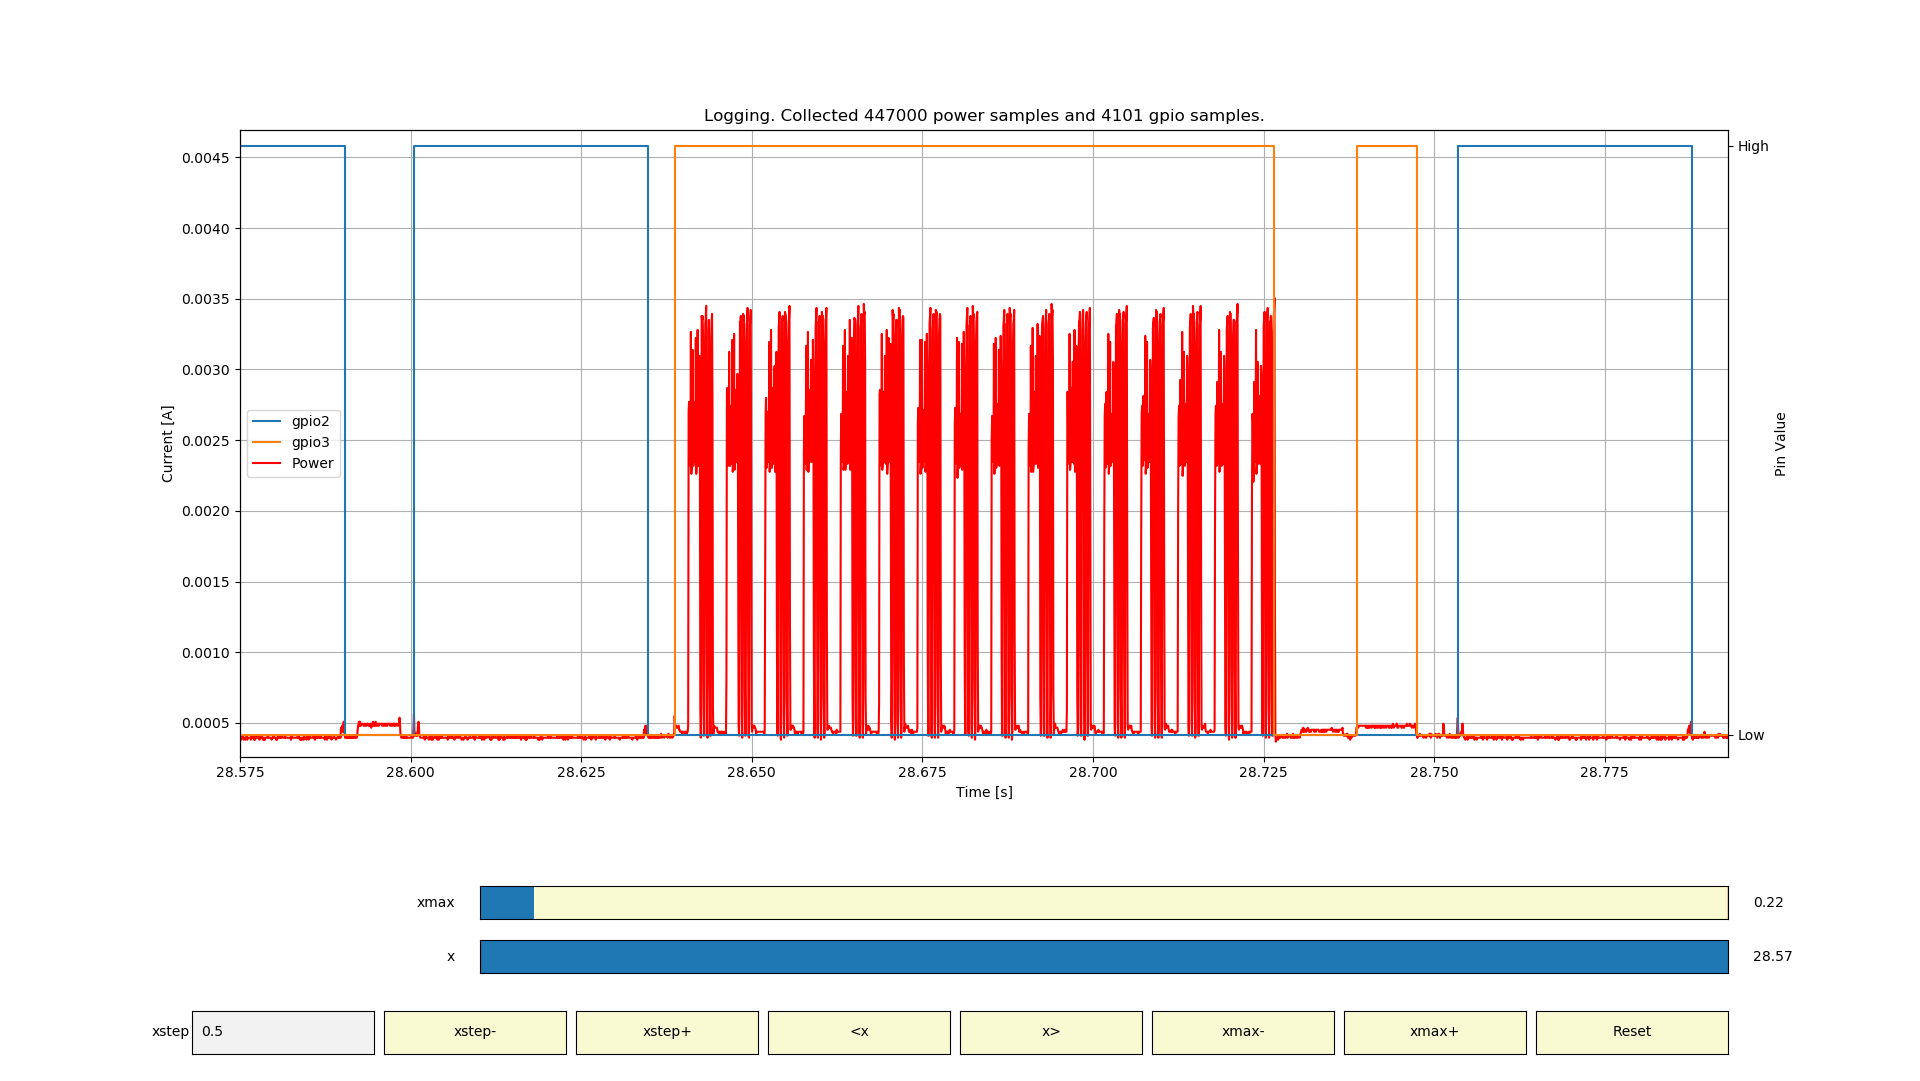 Logging. Collected 447000 power samples and 4101 gpio samples.
0.0045
0.0040
0.0035
0.0030
0.0025
0.0020
0.0015
0.0010
0.0005
Current [A]
gpio2
gpio3
Power
High
Low
Pin Value
28.575 28.600 28.625 28.650 28.675 28.700 28.725 28.750 28.775
Time [s]
xmax 0.22
x 28.57
xstep 0.5 xstep- xstep+ <x x> xmax- xmax+ Reset